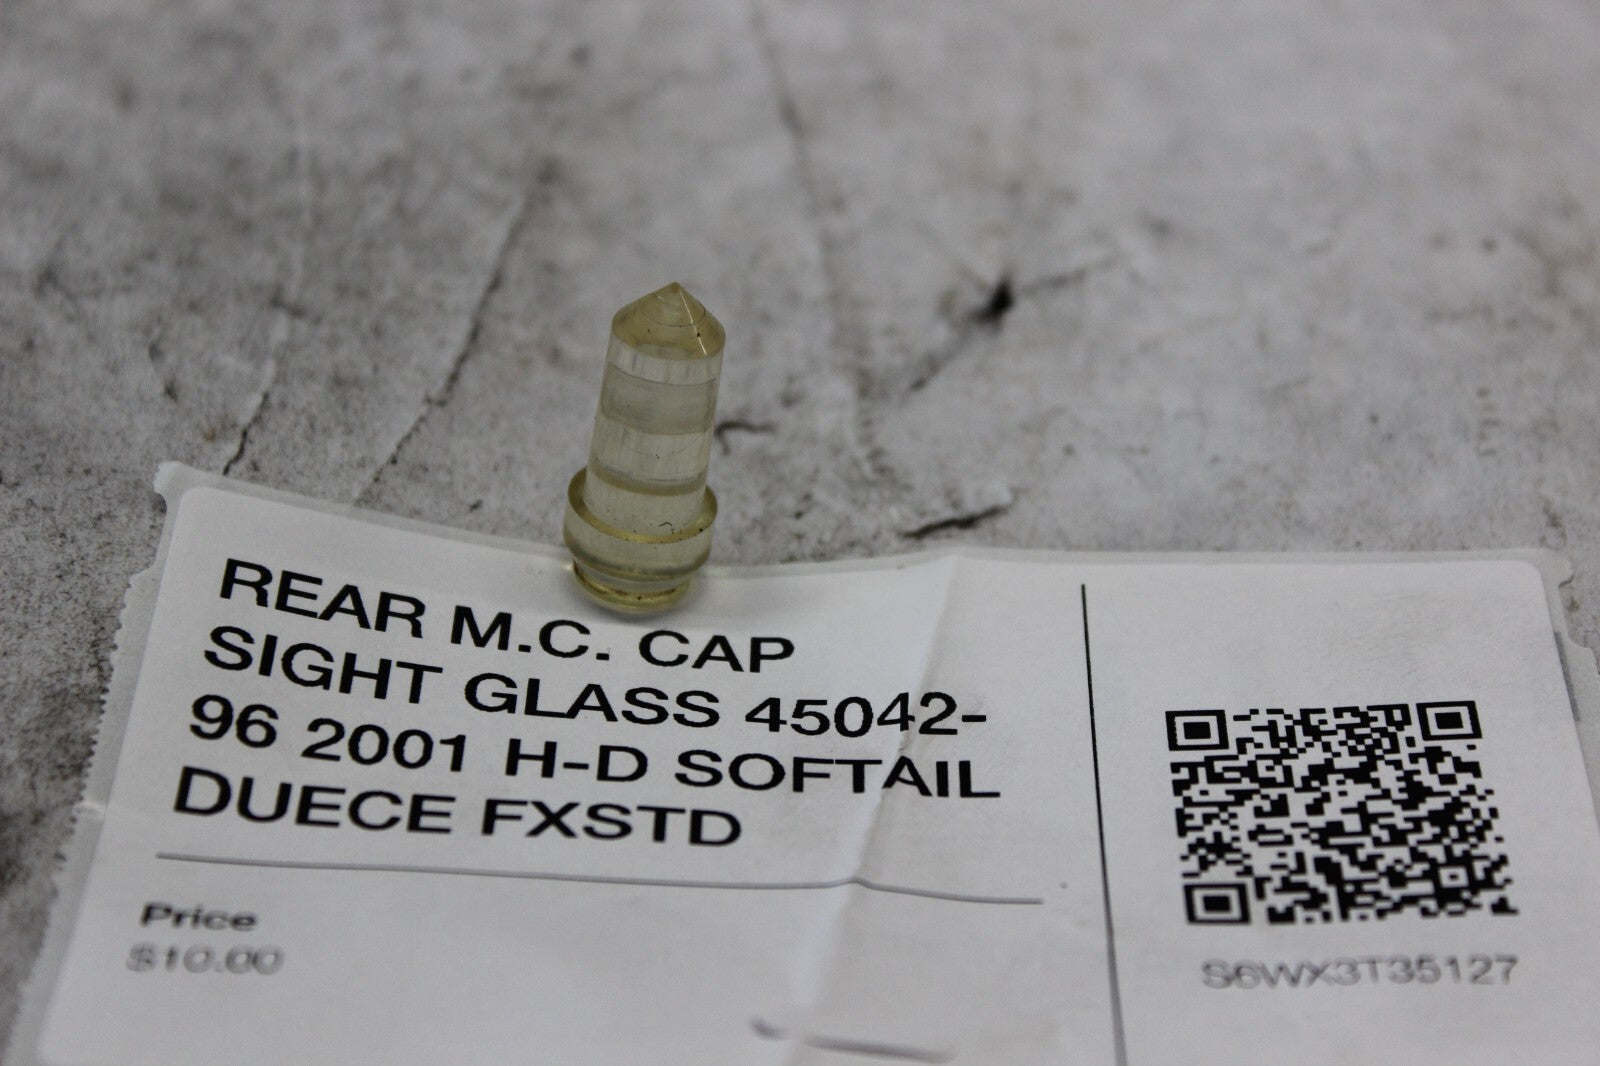 REAR M.C. CAP
SIGHT GLASS 45042-
96 2001 H-D SOFTAIL
DUECE FXSTD
Price
$10.00
S6WX3T35127